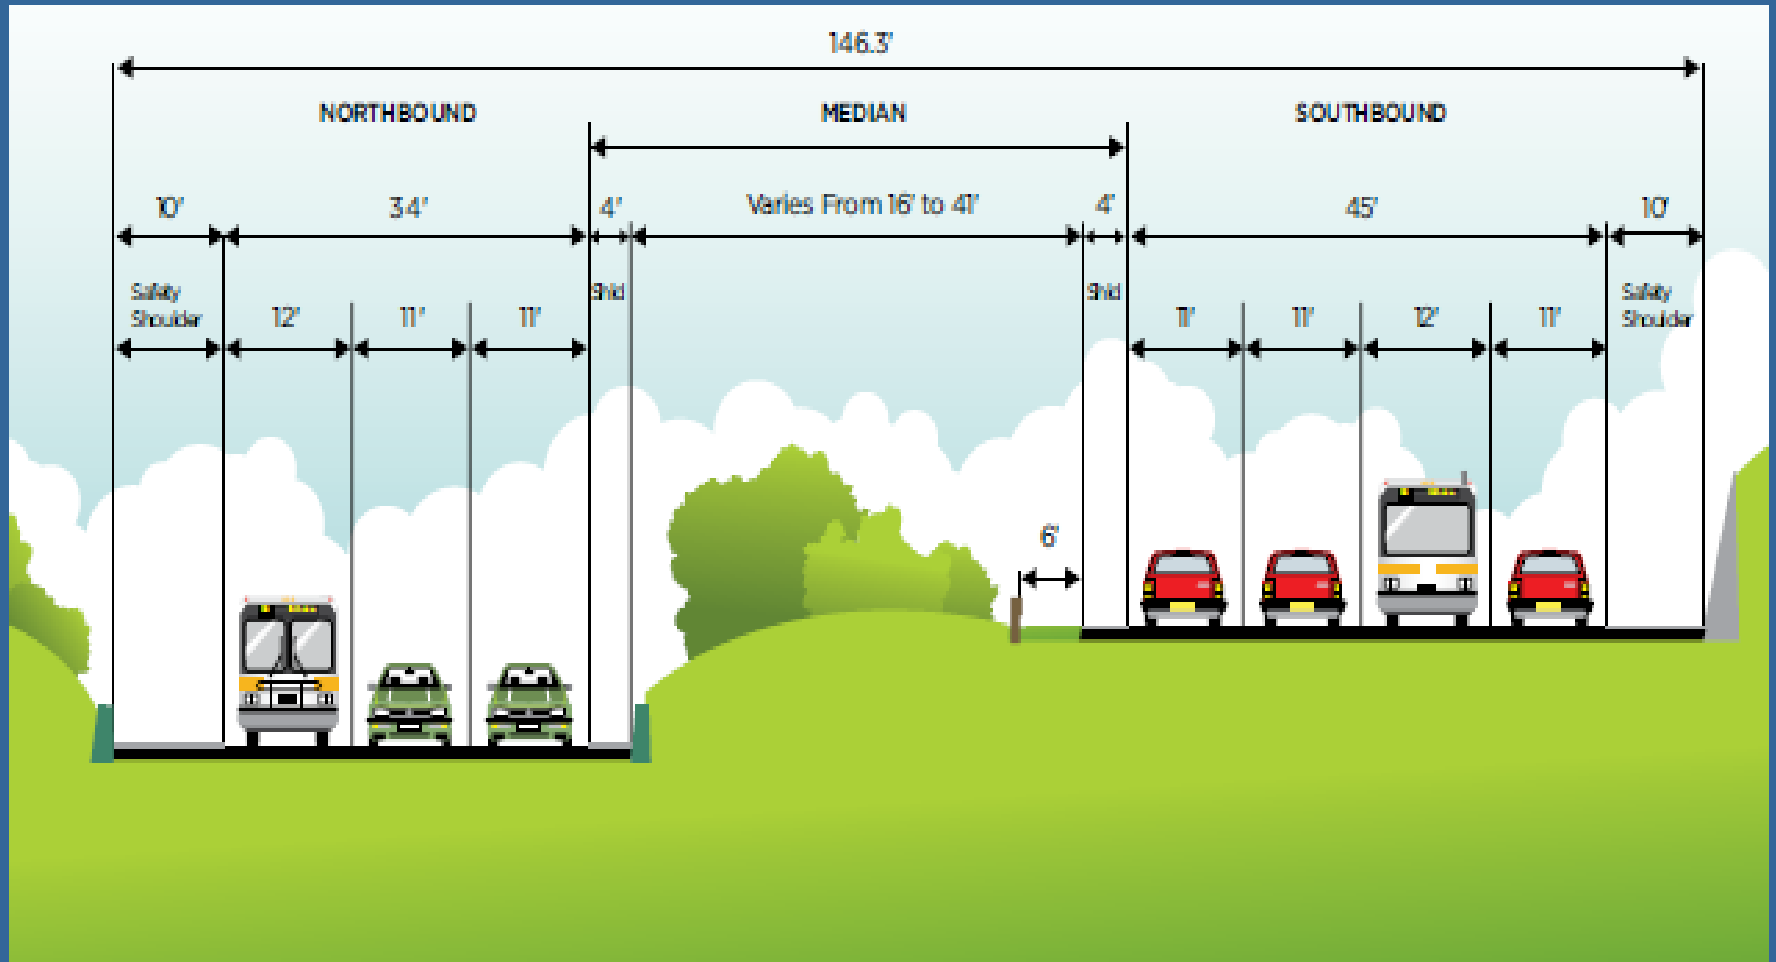 146.3'
NORTHBOUND
MEDIAN
SOUTHBOUND
10'
34'
4'
Varies From 16' to 41'
4'
45'
10'
Safety
Shoulder
12'
11'
11'
Shld
Shld
11'
11'
12'
11'
Safety
Shoulder
6'